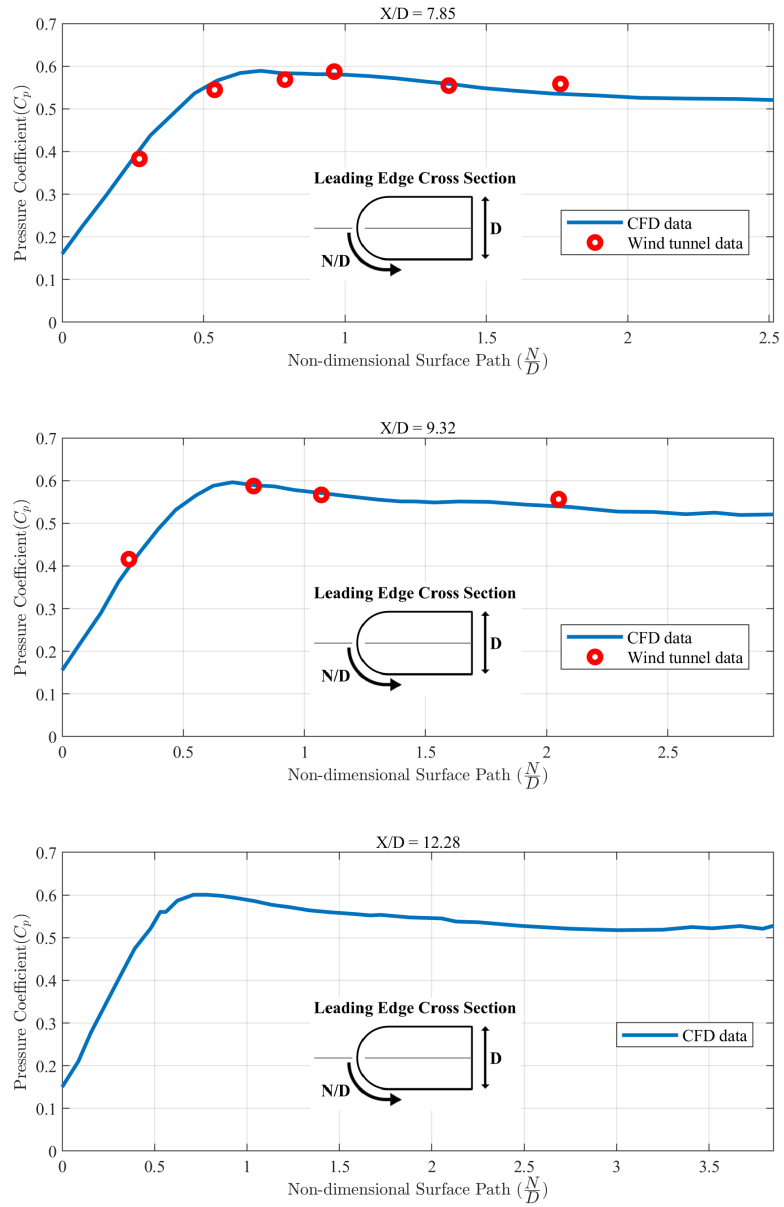 X/D = 7.85
Pressure Coefficient(C_p)
0.7
0.6
0.5
0.4
0.3
0.2
0.1
0
Leading Edge Cross Section
D
N/D
CFD data
Wind tunnel data
0 0.5 1 1.5 2 2.5
Non-dimensional Surface Path (N/D)
X/D = 9.32
Pressure Coefficient(C_p)
0.7
0.6
0.5
0.4
0.3
0.2
0.1
0
Leading Edge Cross Section
D
N/D
CFD data
Wind tunnel data
0 0.5 1 1.5 2 2.5
Non-dimensional Surface Path (N/D)
X/D = 12.28
Pressure Coefficient(C_p)
0.7
0.6
0.5
0.4
0.3
0.2
0.1
0
Leading Edge Cross Section
D
N/D
CFD data
0 0.5 1 1.5 2 2.5 3 3.5
Non-dimensional Surface Path (N/D)